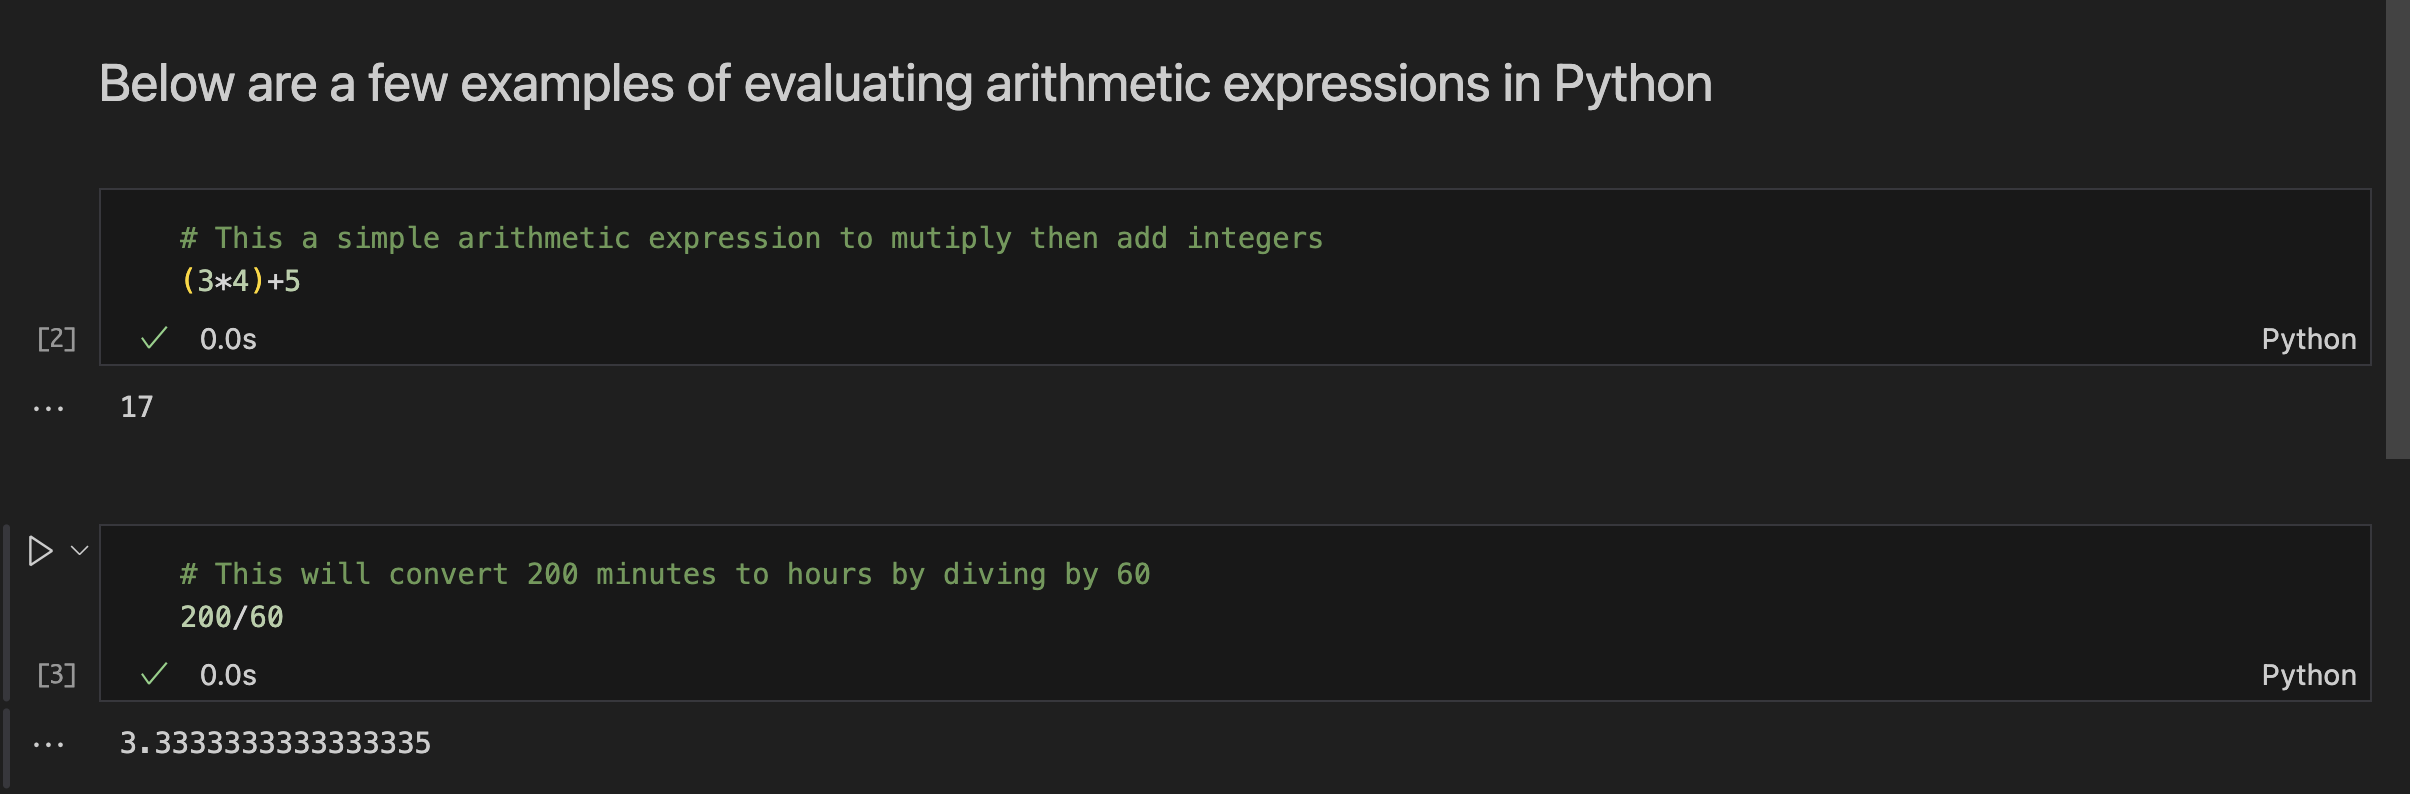 Below are a few examples of evaluating arithmetic expressions in Python
# This a simple arithmetic expression to mutiply then add integers
(3*4)+5
[2]
0.0s
Python
...
17
# This will convert 200 minutes to hours by diving by 60
200/60
[3]
0.0s
Python
...
3.3333333333333335